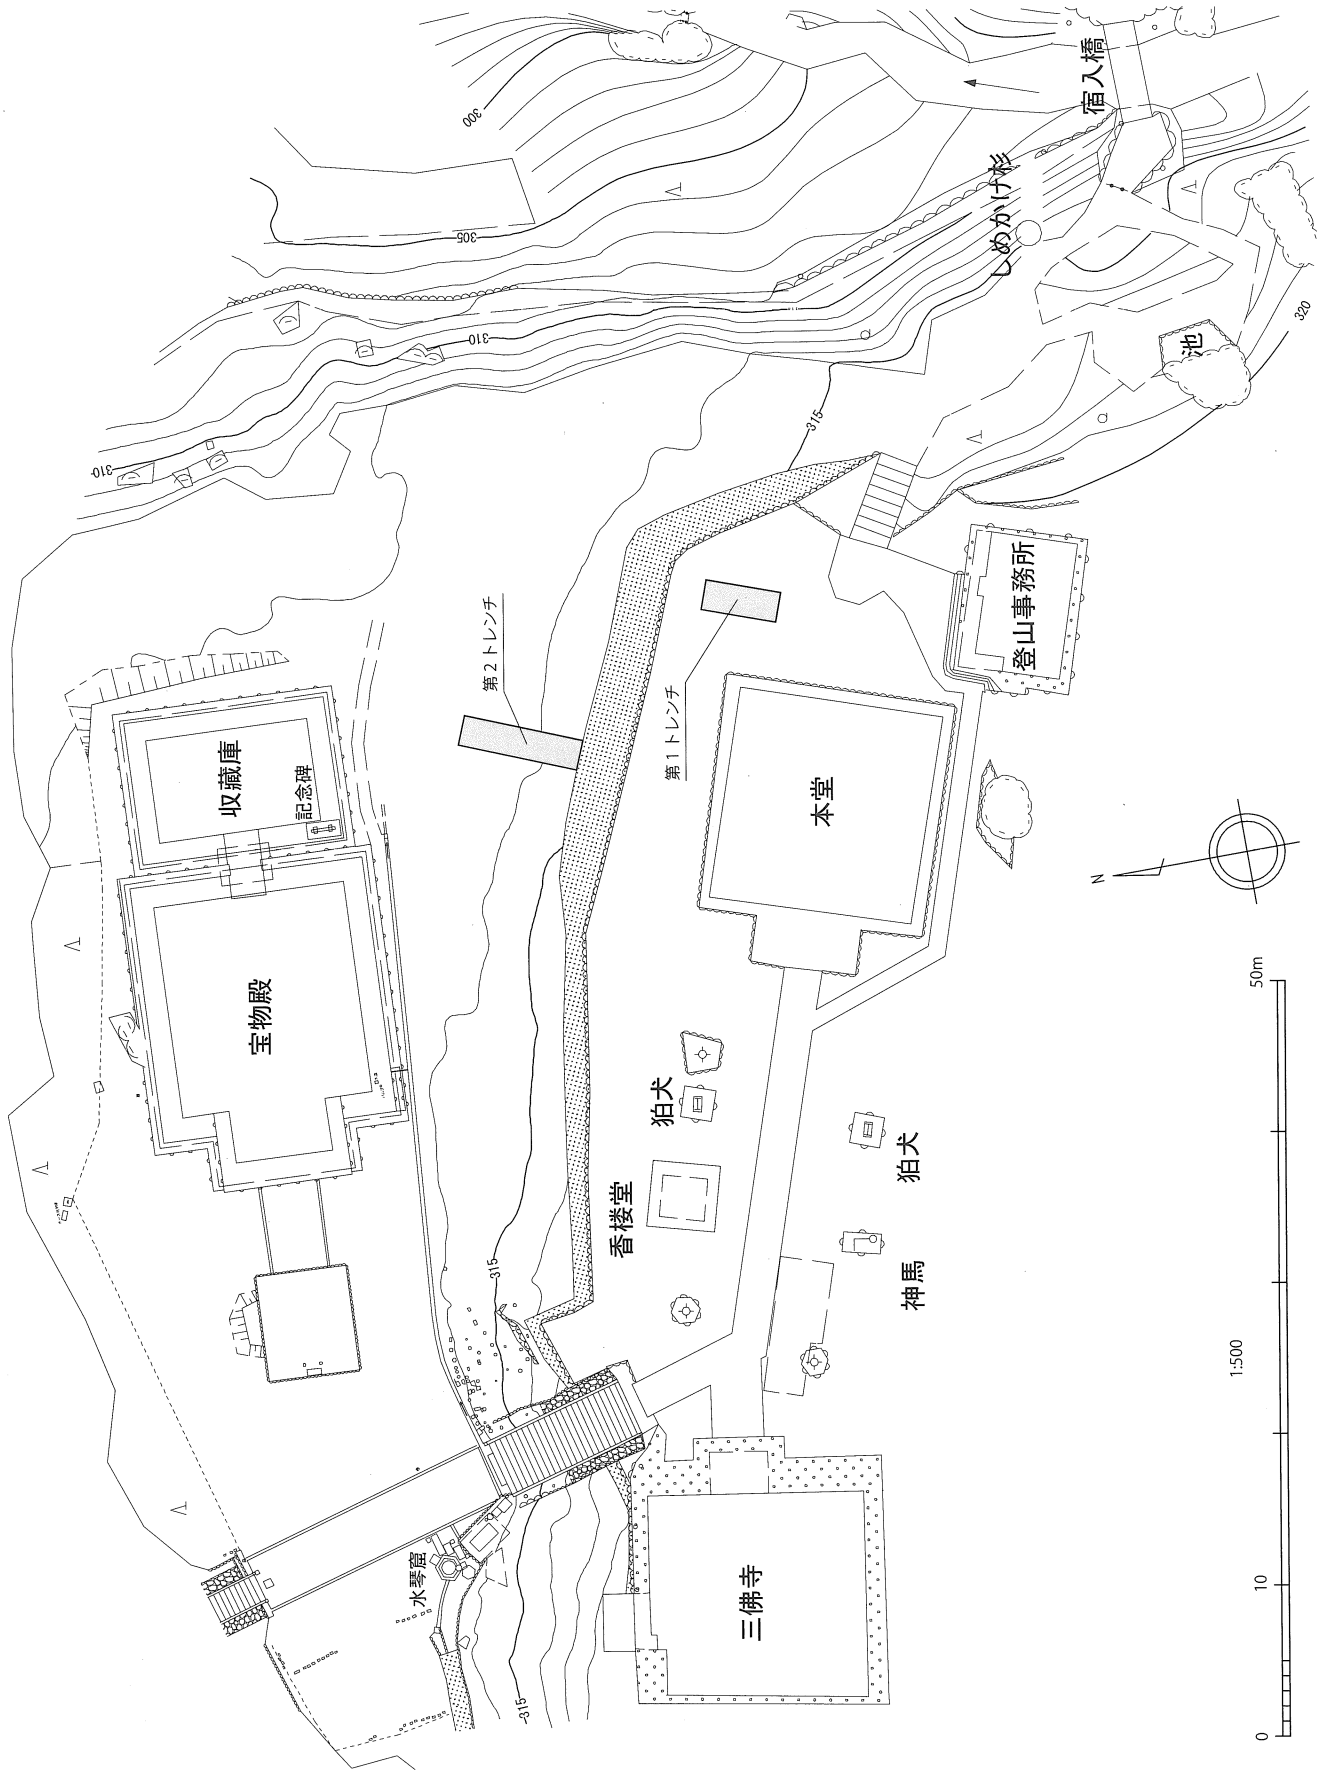 300
305
310
310
宿入橋
しめかけ杉
池
320
315
第2トレンチ
第1トレンチ
登山事務所
収蔵庫
記念碑
本堂
宝物殿
N
狛犬
狛犬
香楼堂
神馬
315
水琴窟
三佛寺
315
50m
1:500
10
0